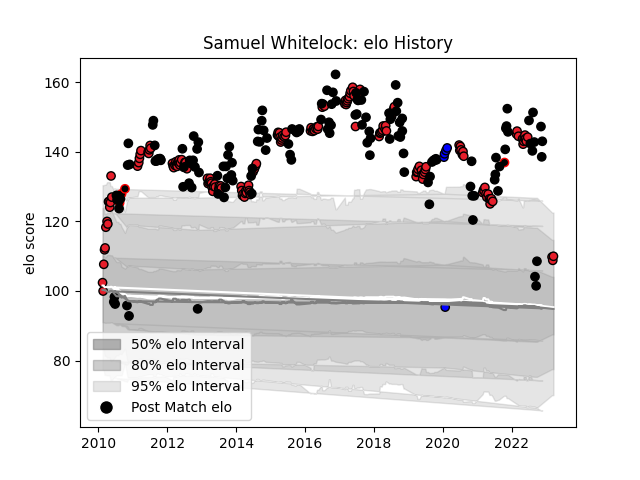 Samuel Whitelock: elo History
elo score
160
140
120
100
80
50% elo Interval
80% elo Interval
95% elo Interval
Post Match elo
2010 2012 2014 2016 2018 2020 2022